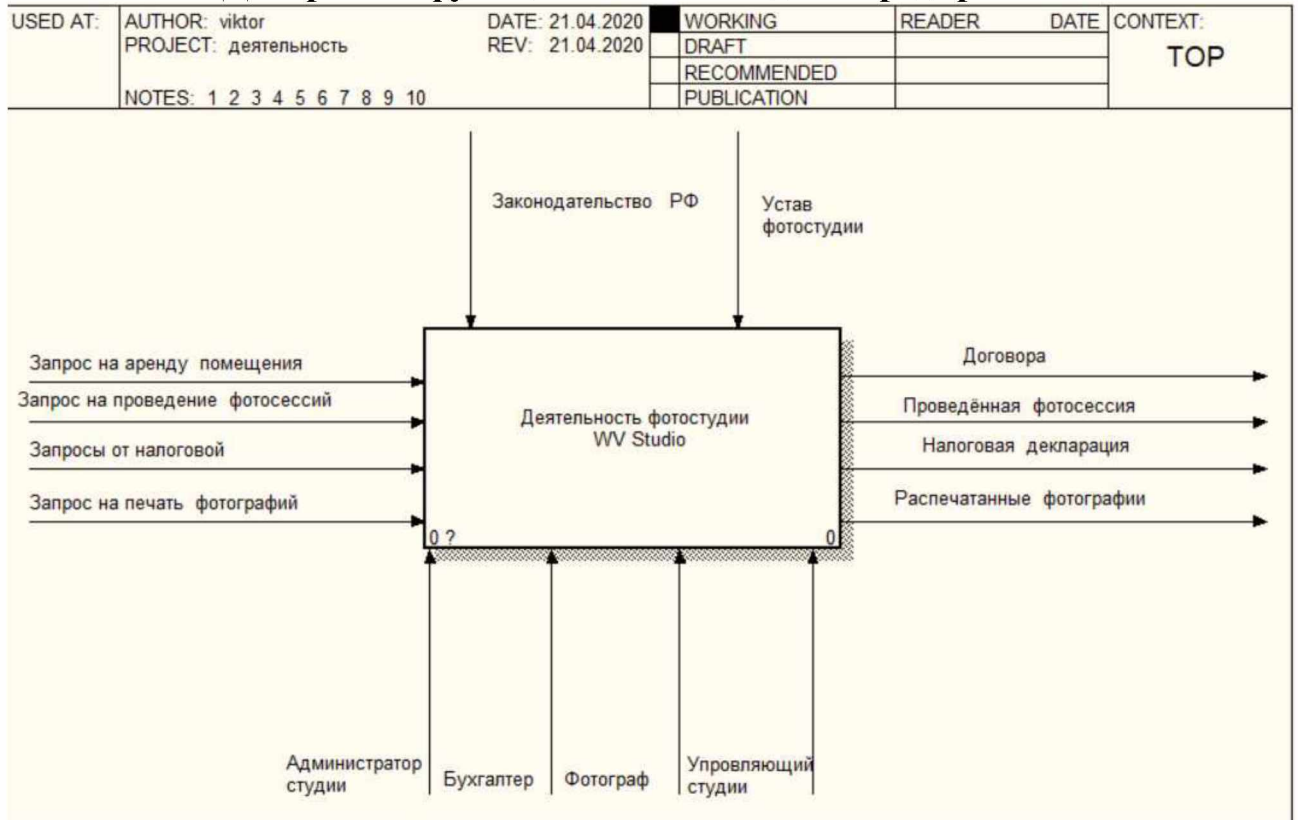 USED AT:
AUTHOR: viktor
DATE: 21.04.2020
WORKING
READER
DATE
CONTEXT:
PROJECT: деятельность
REV: 21.04.2020
DRAFT
TOP
RECOMMENDED
NOTES: 1 2 3 4 5 6 7 8 9 10
PUBLICATION
Законодательство РФ
Устав
фотостудии
Запрос на аренду помещения
Запрос на проведение фотосессий
Запросы от налоговой
Запрос на печать фотографий
Деятельность фотостудии
WV Studio
0 ?
0
Договора
Проведённая фотосессия
Налоговая декларация
Распечатанные фотографии
Администратор
студии
Бухгалтер
Фотограф
Упровляющий
студии